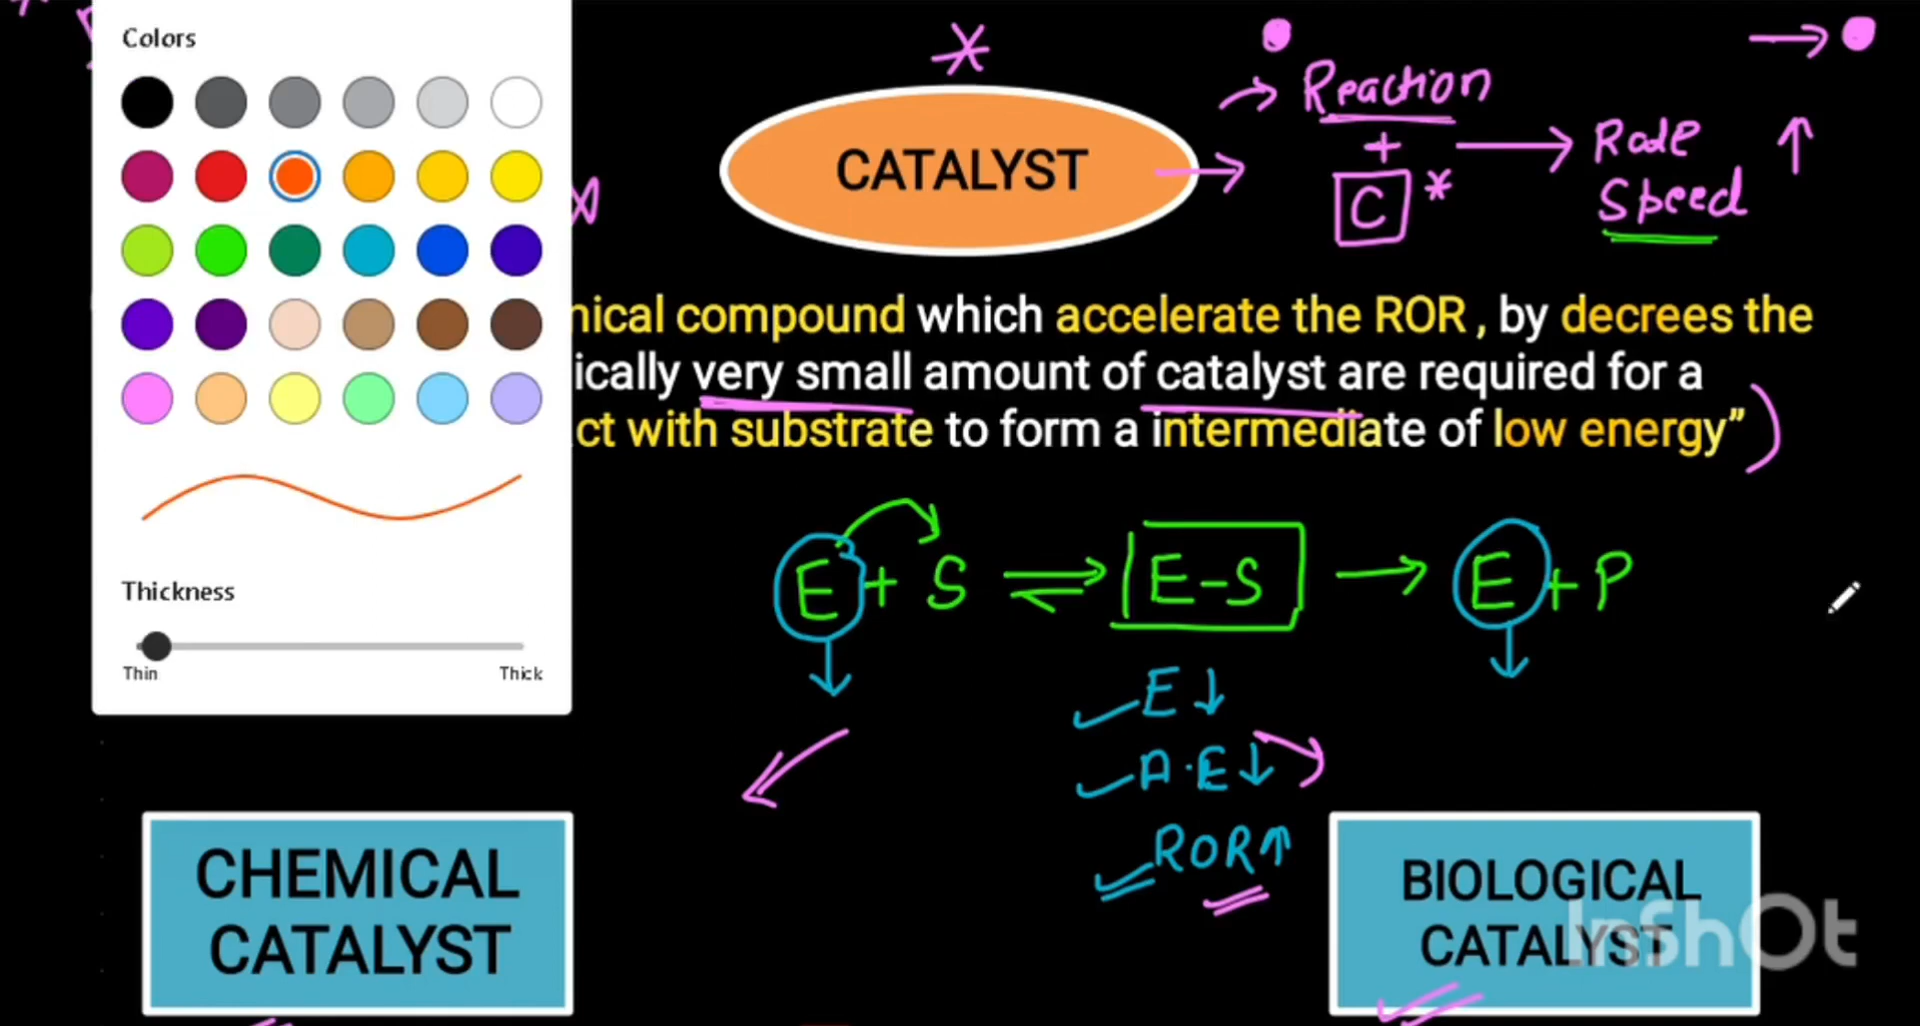 Colors
CATALYST
Reaction
+
C *
Rate ↑
Speed
nical compound which accelerate the ROR , by decrees the
ically very small amount of catalyst are required for a
ct with substrate to form a intermediate of low energy”)
E + S ⇌ E-S → E + P
Thickness
Thin
Thick
E ↓
A.E ↓
ROR ↑
CHEMICAL
CATALYST
BIOLOGICAL
CATALYST
InShOt